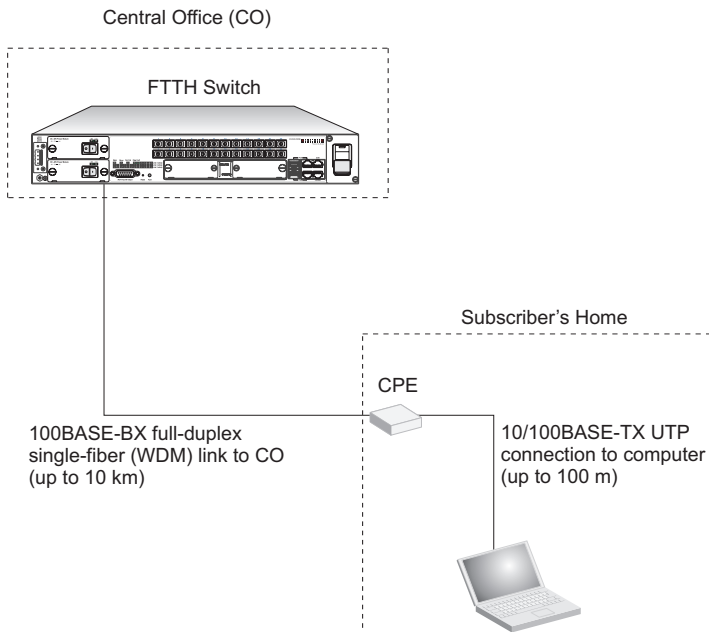 Central Office (CO)
FTTH Switch
Subscriber's Home
CPE
100BASE-BX full-duplex
single-fiber (WDM) link to CO
(up to 10 km)
10/100BASE-TX UTP
connection to computer
(up to 100 m)